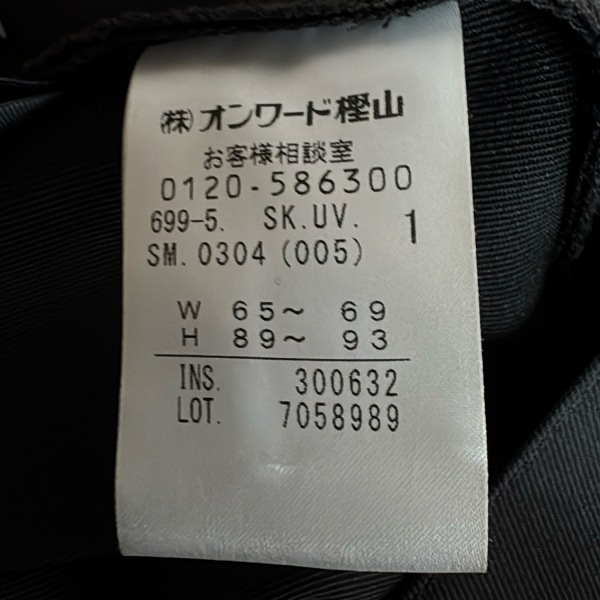 (株)オンワード樫山
お客様相談室
0120-586300
699-5. SK.UV. 1
SM.0304(005)
W 65～ 69
H 89～ 93
INS. 300632
LOT. 7058989